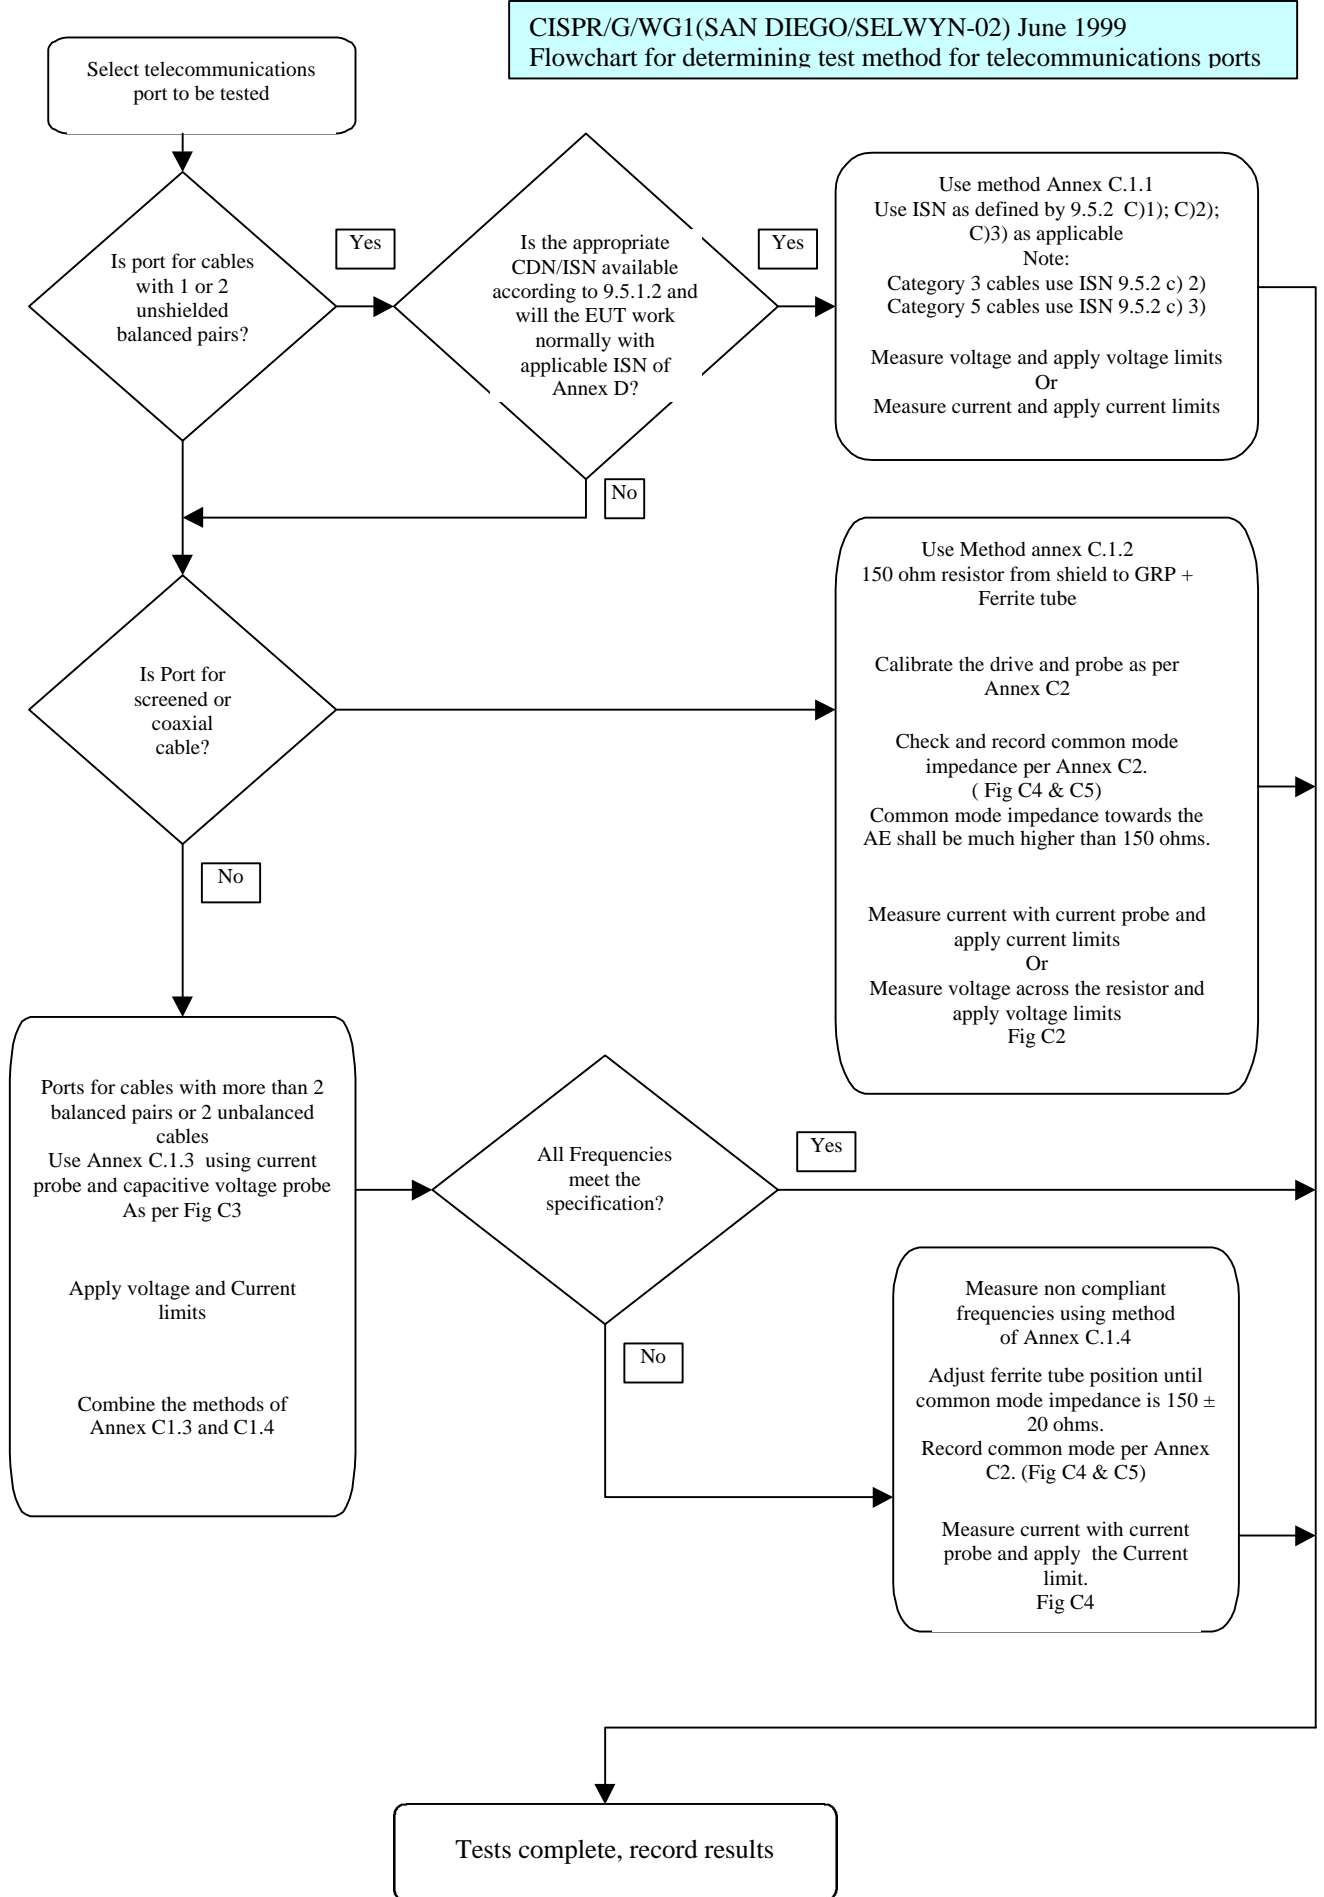 CISPR/G/WG1(SAN DIEGO/SELWYN-02) June 1999
Flowchart for determining test method for telecommunications ports
Select telecommunications
port to be tested
Is port for cables
with 1 or 2
unshielded
balanced pairs?
Yes
Is the appropriate
CDN/ISN available
according to 9.5.1.2 and
will the EUT work
normally with
applicable ISN of
Annex D?
Yes
No
Use method Annex C.1.1
Use ISN as defined by 9.5.2 C)1); C)2);
C)3) as applicable
Note:
Category 3 cables use ISN 9.5.2 c) 2)
Category 5 cables use ISN 9.5.2 c) 3)
Measure voltage and apply voltage limits
Or
Measure current and apply current limits
Is Port for
screened or
coaxial
cable?
No
Use Method annex C.1.2
150 ohm resistor from shield to GRP +
Ferrite tube
Calibrate the drive and probe as per
Annex C2
Check and record common mode
impedance per Annex C2.
( Fig C4 & C5)
Common mode impedance towards the
AE shall be much higher than 150 ohms.
Measure current with current probe and
apply current limits
Or
Measure voltage across the resistor and
apply voltage limits
Fig C2
Ports for cables with more than 2
balanced pairs or 2 unbalanced
cables
Use Annex C.1.3 using current
probe and capacitive voltage probe
As per Fig C3
Apply voltage and Current
limits
Combine the methods of
Annex C1.3 and C1.4
All Frequencies
meet the
specification?
Yes
No
Measure non compliant
frequencies using method
of Annex C.1.4
Adjust ferrite tube position until
common mode impedance is 150 ±
20 ohms.
Record common mode per Annex
C2. (Fig C4 & C5)
Measure current with current
probe and apply the Current
limit.
Fig C4
Tests complete, record results